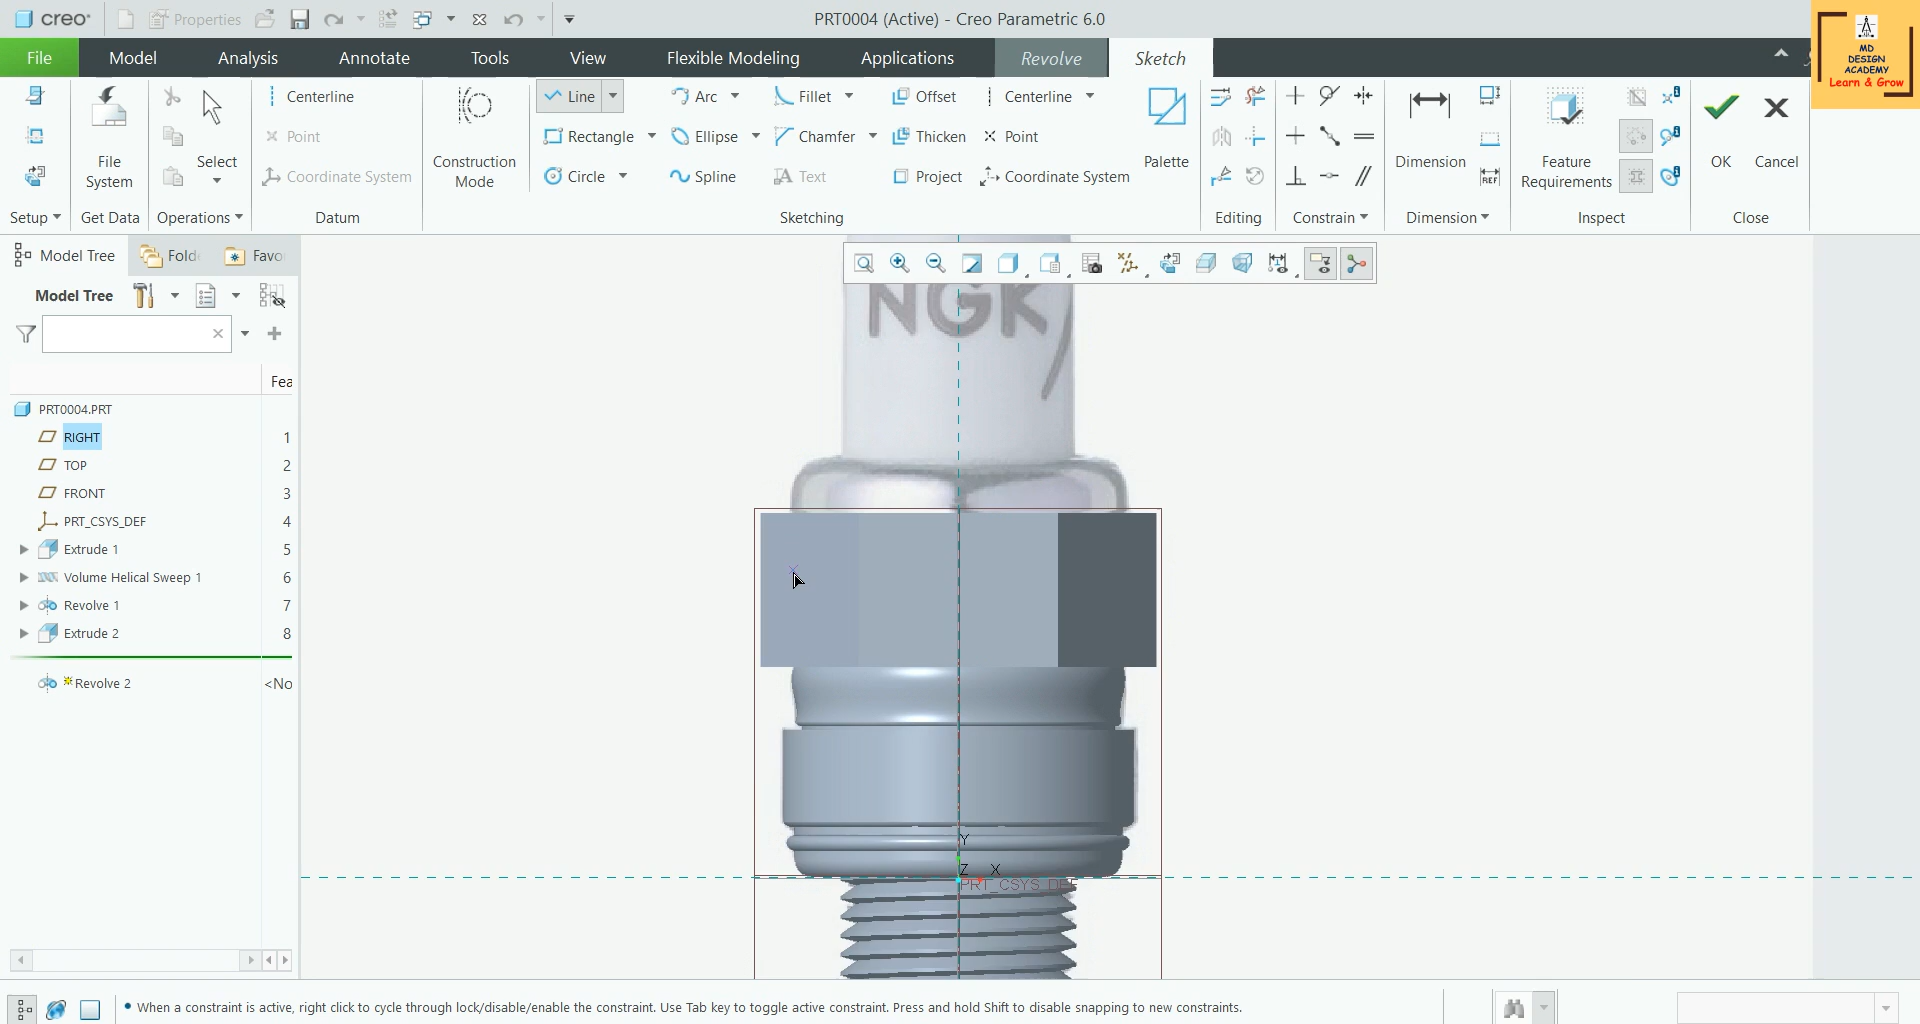 creo
Properties
PRT0004 (Active) - Creo Parametric 6.0
File
Model
Analysis
Annotate
Tools
View
Flexible Modeling
Applications
Revolve
Sketch
MD
DESIGN
ACADEMY
Learn & Grow
Centerline
Point
Coordinate System
Line
Rectangle
Circle
Arc
Ellipse
Spline
Fillet
Chamfer
Text
Offset
Thicken
Project
Centerline
Point
Coordinate System
File
System
Select
Construction
Mode
Palette
Dimension
REF
Feature
Requirements
OK
Cancel
Setup
Get Data
Operations
Datum
Sketching
Editing
Constrain
Dimension
Inspect
Close
Model Tree
Fold
Favo
Model Tree
Fea
PRT0004.PRT
RIGHT 1
TOP 2
FRONT 3
PRT_CSYS_DEF 4
Extrude 1 5
Volume Helical Sweep 1 6
Revolve 1 7
Extrude 2 8
Revolve 2 <No
NGK
Y
Z X
PRT_CSYS_DEF
When a constraint is active, right click to cycle through lock/disable/enable the constraint. Use Tab key to toggle active constraint. Press and hold Shift to disable snapping to new constraints.